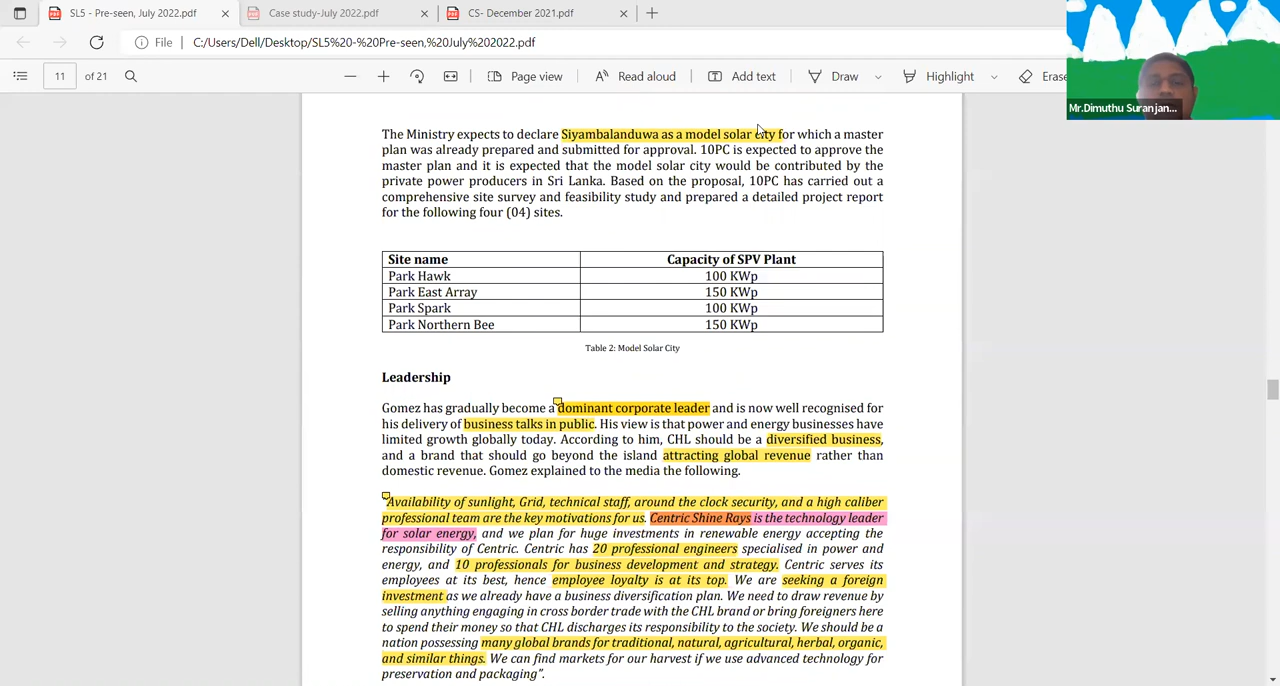 SL5 - Pre-seen, July 2022.pdf
Case study-July 2022.pdf
CS- December 2021.pdf
File
C:/Users/Dell/Desktop/SL5%20-%20Pre-seen,%20July%202022.pdf
11 of 21
Page view
Read aloud
Add text
Draw
Highlight
Erase
Mr.Dimuthu Suranjan...
The Ministry expects to declare Siyambalanduwa as a model solar city for which a master
plan was already prepared and submitted for approval. 10PC is expected to approve the
master plan and it is expected that the model solar city would be contributed by the
private power producers in Sri Lanka. Based on the proposal, 10PC has carried out a
comprehensive site survey and feasibility study and prepared a detailed project report
for the following four (04) sites.
Site name Capacity of SPV Plant
Park Hawk 100 KWp
Park East Array 150 KWp
Park Spark 100 KWp
Park Northern Bee 150 KWp
Table 2: Model Solar City
Leadership
Gomez has gradually become a dominant corporate leader and is now well recognised for
his delivery of business talks in public. His view is that power and energy businesses have
limited growth globally today. According to him, CHL should be a diversified business,
and a brand that should go beyond the island attracting global revenue rather than
domestic revenue. Gomez explained to the media the following.
"Availability of sunlight, Grid, technical staff, around the clock security, and a high caliber
professional team are the key motivations for us. Centric Shine Rays is the technology leader
for solar energy, and we plan for huge investments in renewable energy accepting the
responsibility of Centric. Centric has 20 professional engineers specialised in power and
energy, and 10 professionals for business development and strategy. Centric serves its
employees at its best, hence employee loyalty is at its top. We are seeking a foreign
investment as we already have a business diversification plan. We need to draw revenue by
selling anything engaging in cross border trade with the CHL brand or bring foreigners here
to spend their money so that CHL discharges its responsibility to the society. We should be a
nation possessing many global brands for traditional, natural, agricultural, herbal, organic,
and similar things. We can find markets for our harvest if we use advanced technology for
preservation and packaging".